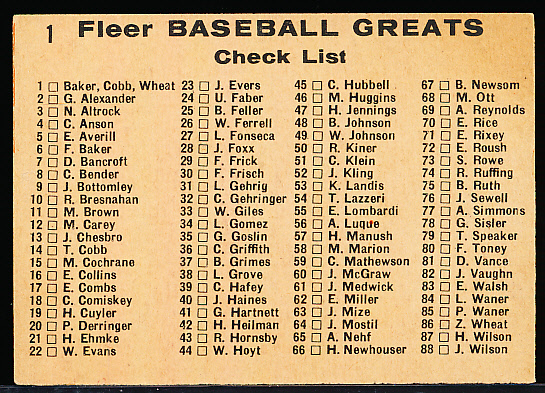 1 Fleer BASEBALL GREATS
Check List
1 □ Baker, Cobb, Wheat
2 □ G. Alexander
3 □ N. Altrock
4 □ C. Anson
5 □ E. Averill
6 □ F. Baker
7 □ D. Bancroft
8 □ C. Bender
9 □ J. Bottomley
10 □ R. Bresnahan
11 □ M. Brown
12 □ M. Carey
13 □ J. Chesbro
14 □ T. Cobb
15 □ M. Cochrane
16 □ E. Collins
17 □ E. Combs
18 □ C. Comiskey
19 □ H. Cuyler
20 □ P. Derringer
21 □ H. Ehmke
22 □ W. Evans
23 □ J. Evers
24 □ U. Faber
25 □ B. Feller
26 □ W. Ferrell
27 □ L. Fonseca
28 □ J. Foxx
29 □ F. Frick
30 □ F. Frisch
31 □ L. Gehrig
32 □ C. Gehringer
33 □ W. Giles
34 □ L. Gomez
35 □ G. Goslin
36 □ C. Griffith
37 □ B. Grimes
38 □ L. Grove
39 □ C. Hafey
40 □ J. Haines
41 □ G. Hartnett
42 □ H. Heilman
43 □ R. Hornsby
44 □ W. Hoyt
45 □ C. Hubbell
46 □ M. Huggins
47 □ H. Jennings
48 □ B. Johnson
49 □ W. Johnson
50 □ R. Kiner
51 □ C. Klein
52 □ J. Kling
53 □ K. Landis
54 □ T. Lazzeri
55 □ E. Lombardi
56 □ A. Luque
57 □ H. Manush
58 □ M. Marion
59 □ C. Mathewson
60 □ J. McGraw
61 □ J. Medwick
62 □ E. Miller
63 □ J. Mize
64 □ J. Mostil
65 □ A. Nehf
66 □ H. Newhouser
67 □ B. Newsom
68 □ M. Ott
69 □ A. Reynolds
70 □ E. Rice
71 □ E. Rixey
72 □ E. Roush
73 □ S. Rowe
74 □ R. Ruffing
75 □ B. Ruth
76 □ J. Sewell
77 □ A. Simmons
78 □ G. Sisler
79 □ T. Speaker
80 □ F. Toney
81 □ D. Vance
82 □ J. Vaughn
83 □ E. Walsh
84 □ L. Waner
85 □ P. Waner
86 □ Z. Wheat
87 □ H. Wilson
88 □ J. Wilson